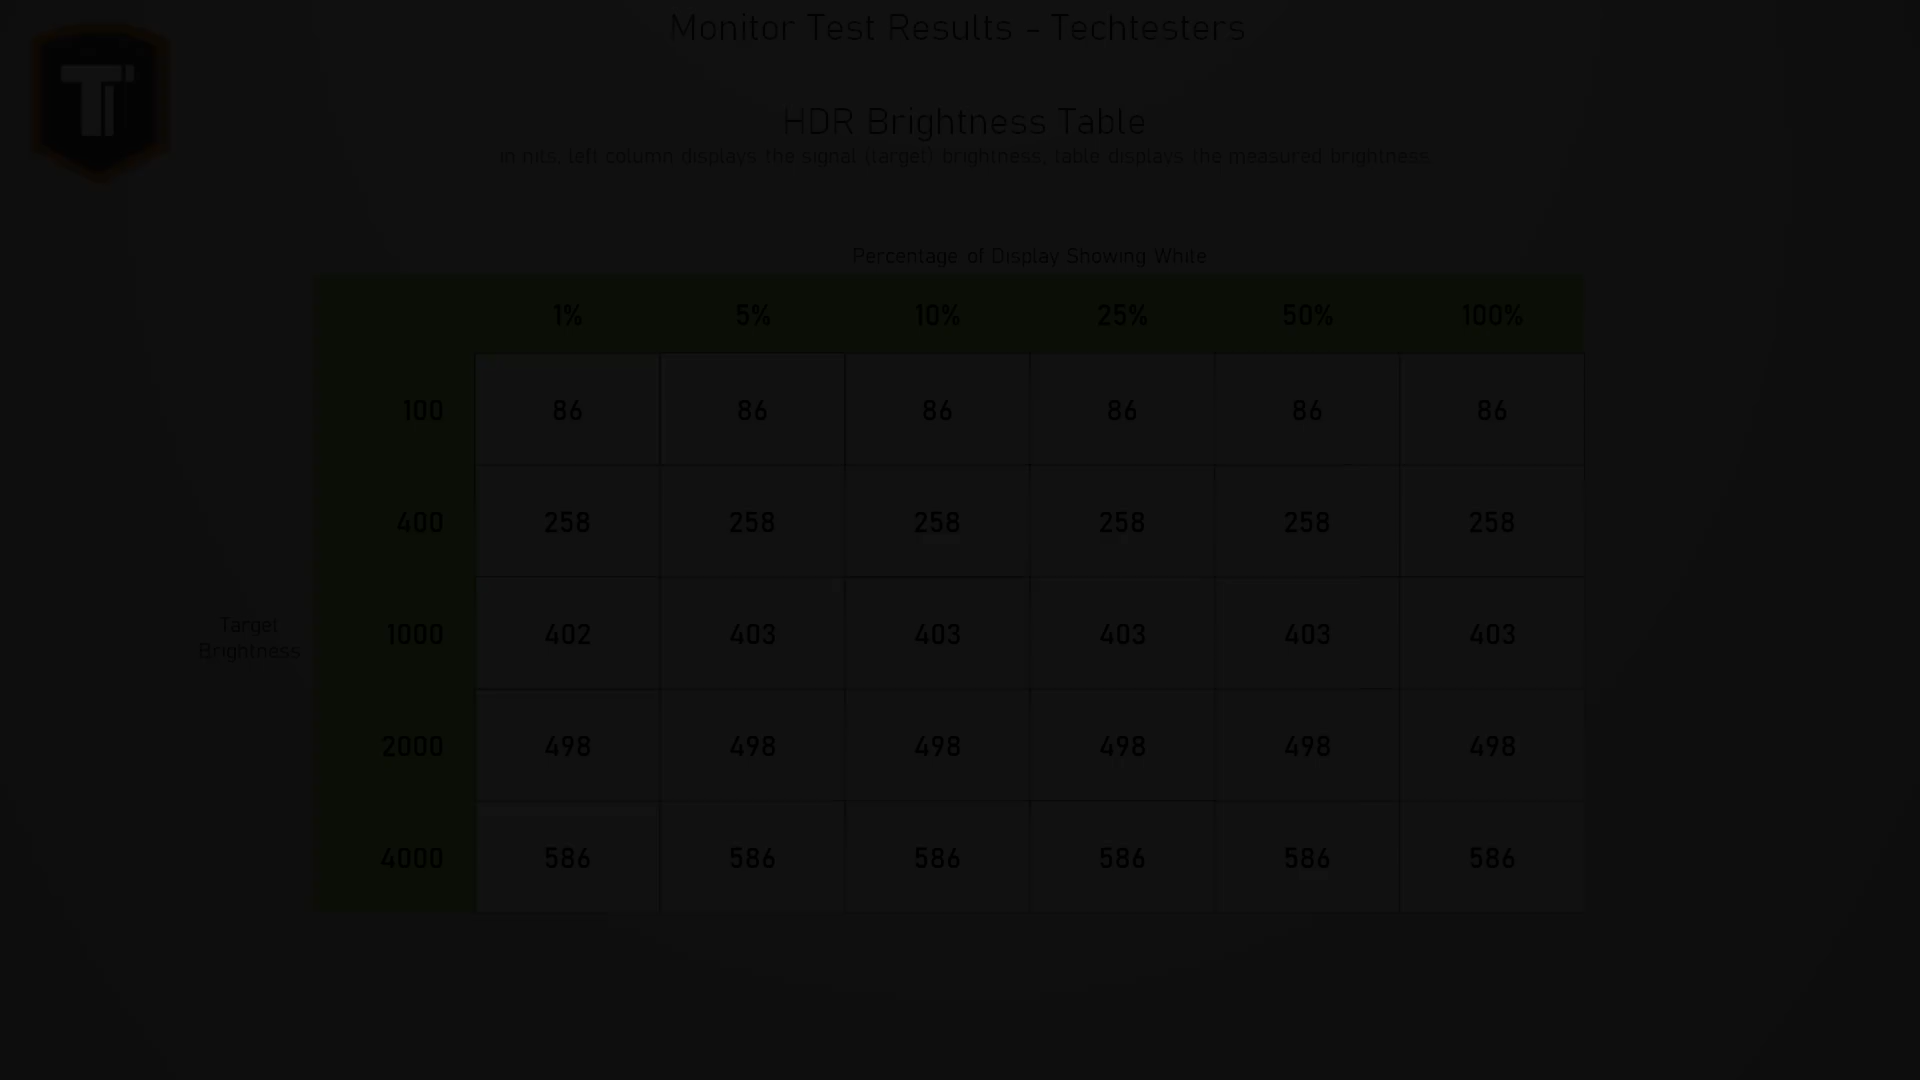 Monitor Test Results - Techtesters
HDR Brightness Table
in nits, left column displays the signal (target) brightness, table displays the measured brightness.
Percentage of Display Showing White
1% 5% 10% 25% 50% 100%
100 86 86 86 86 86 86
400 258 258 258 258 258 258
Target
Brightness
1000 402 403 403 403 403 403
2000 498 498 498 498 498 498
4000 586 586 586 586 586 586